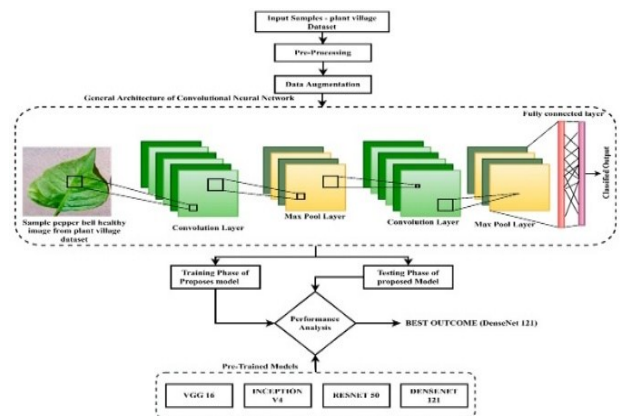 Input Samples - plant village
Dataset
Pre-Processing
Data Augmentation
General Architecture of Convolutional Neural Network
Fully connected layer
Sample pepper bell healthy
image from plant village
dataset
Convolution Layer
Max Pool Layer
Convolution Layer
Max Pool Layer
Classified Output
Training Phase of
Proposes model
Testing Phase of
proposed Model
Performance
Analysis
BEST OUTCOME (DenseNet 121)
Pre-Trained Models
VGG 16
INCEPTION
V4
RESNET 50
DENSENET
121